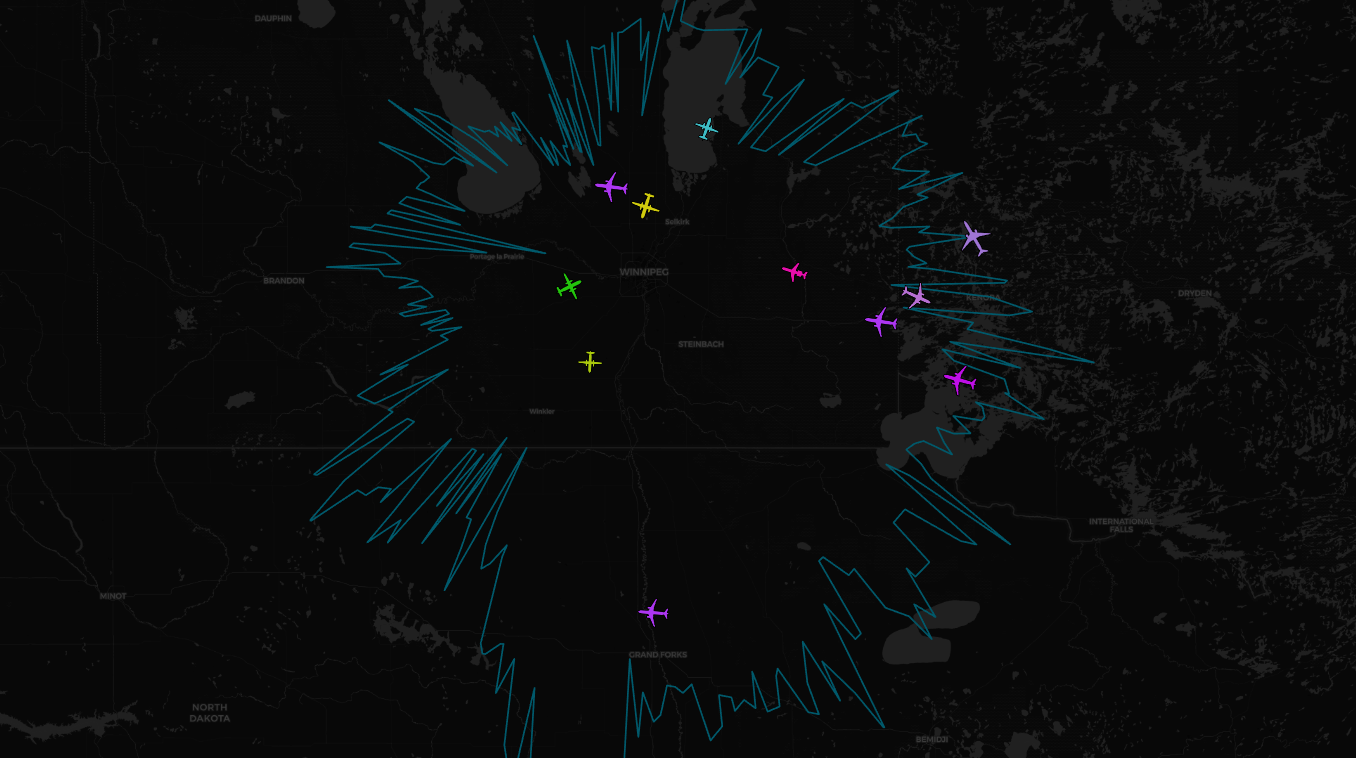 DAUPHIN
Selkirk
Portage la Prairie
WINNIPEG
BRANDON
KENORA
DRYDEN
STEINBACH
Winkler
INTERNATIONAL
FALLS
MINOT
GRAND FORKS
NORTH
DAKOTA
BEMIDJI